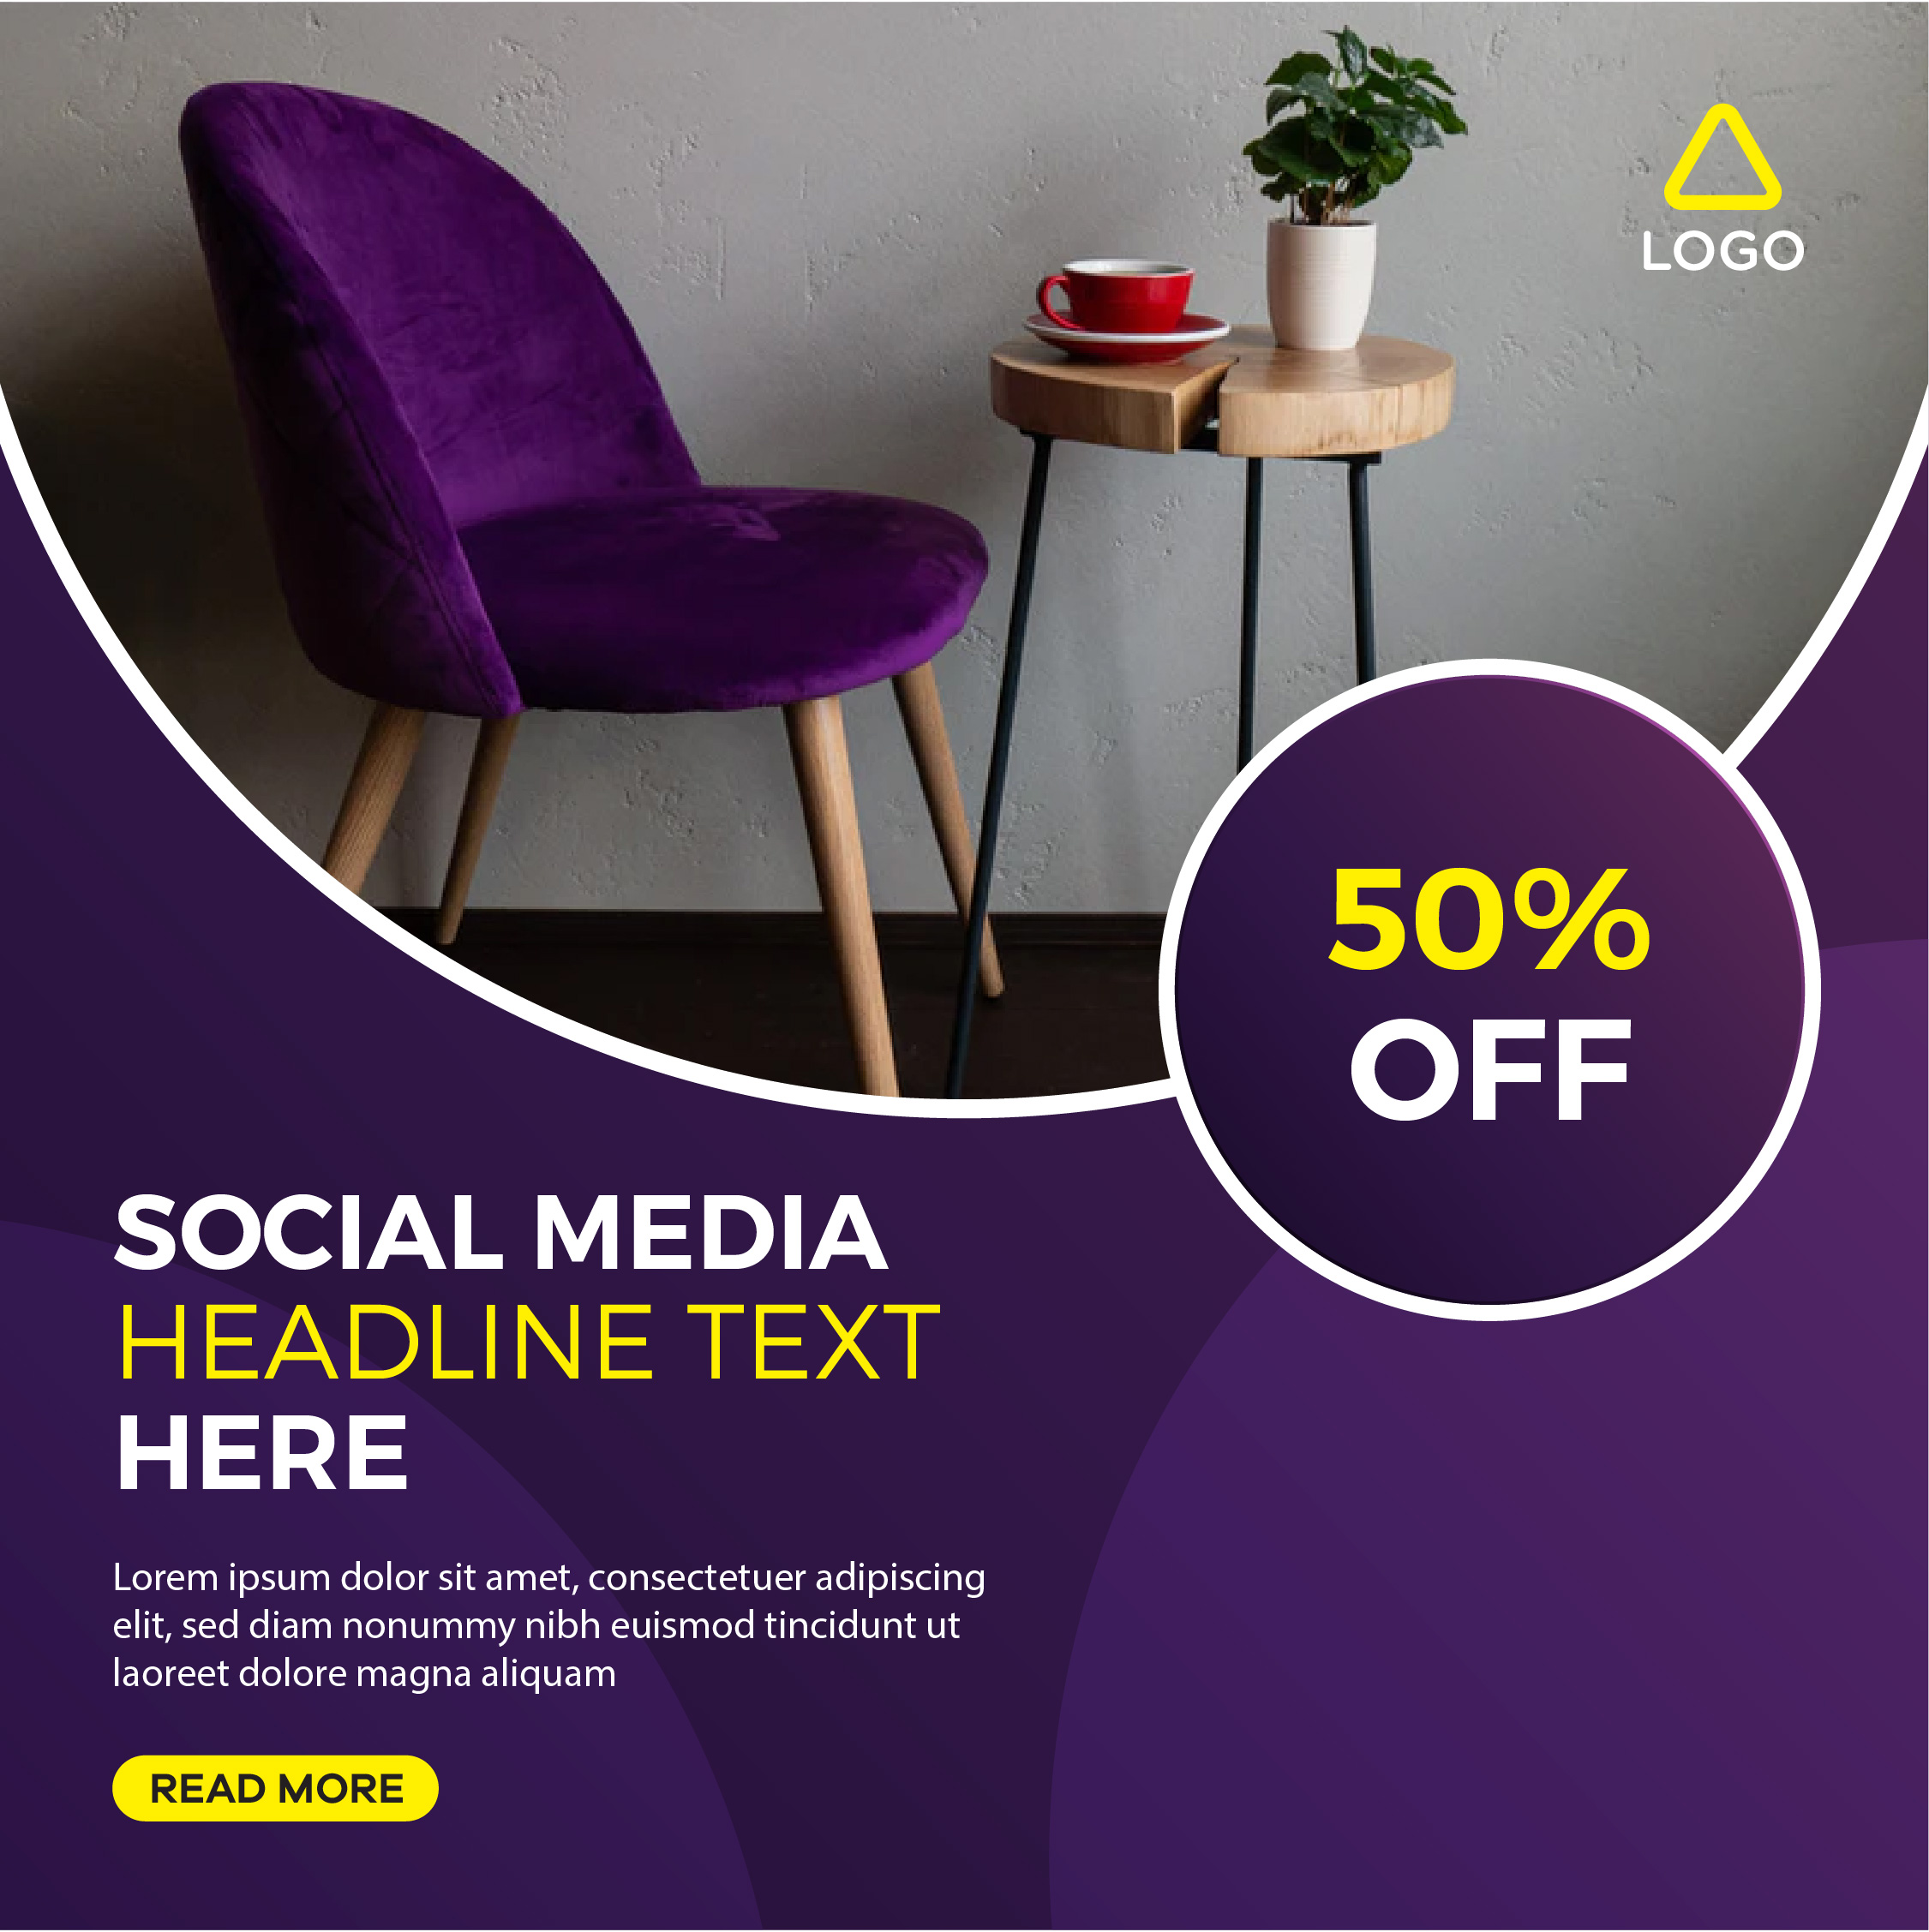 LOGO
50%
OFF
SOCIAL MEDIA
HEADLINE TEXT
HERE
Lorem ipsum dolor sit amet, consectetuer adipiscing
elit, sed diam nonummy nibh euismod tincidunt ut
laoreet dolore magna aliquam
READ MORE